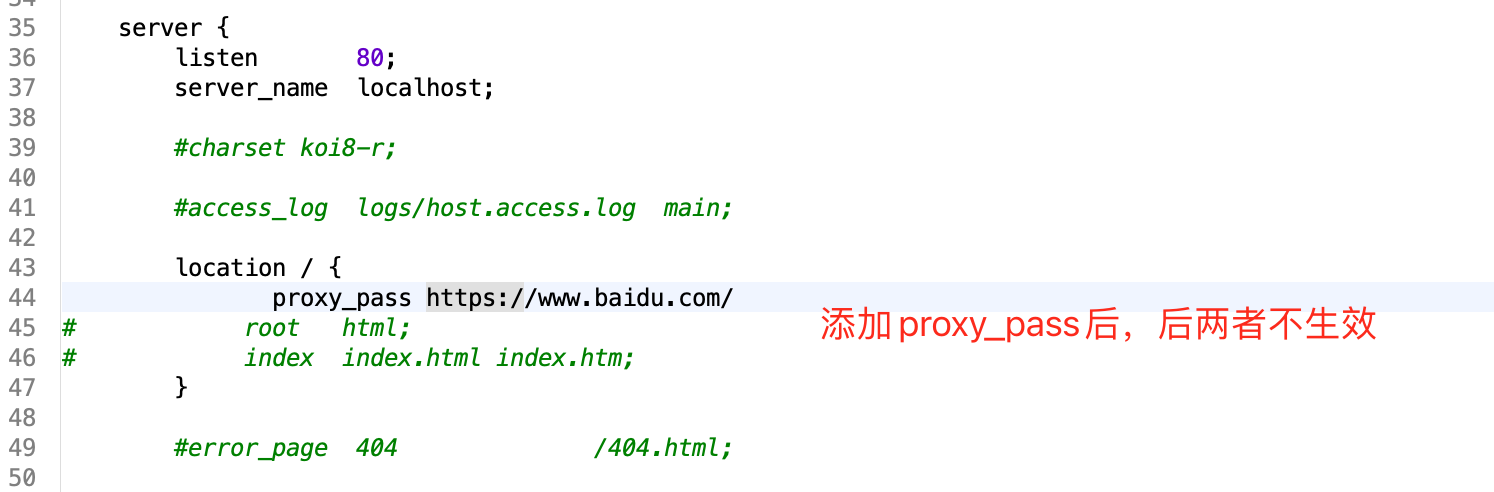 34
35 server {
36 listen 80;
37 server_name localhost;
38
39 #charset koi8-r;
40
41 #access_log logs/host.access.log main;
42
43 location / {
44 proxy_pass https://www.baidu.com/
添加proxy_pass后，后两者不生效
45 # root html;
46 # index index.html index.htm;
47 }
48
49 #error_page 404 /404.html;
50